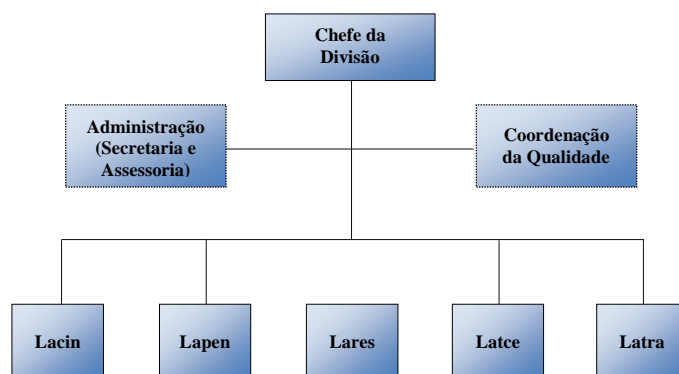 Chefe da
Divisão
Administração
(Secretaria e
Assessoria)
Coordenação
da Qualidade
Lacin
Lapen
Lares
Latce
Latra